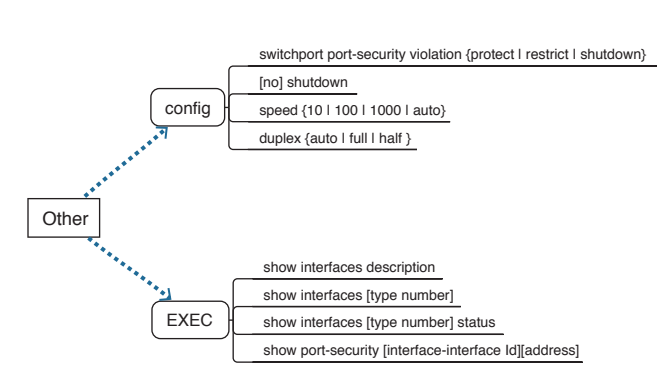 switchport port-security violation {protect | restrict | shutdown}
[no] shutdown
config
speed {10 | 100 | 1000 | auto}
duplex {auto | full | half }
Other
show interfaces description
show interfaces [type number]
EXEC
show interfaces [type number] status
show port-security [interface-interface Id][address]